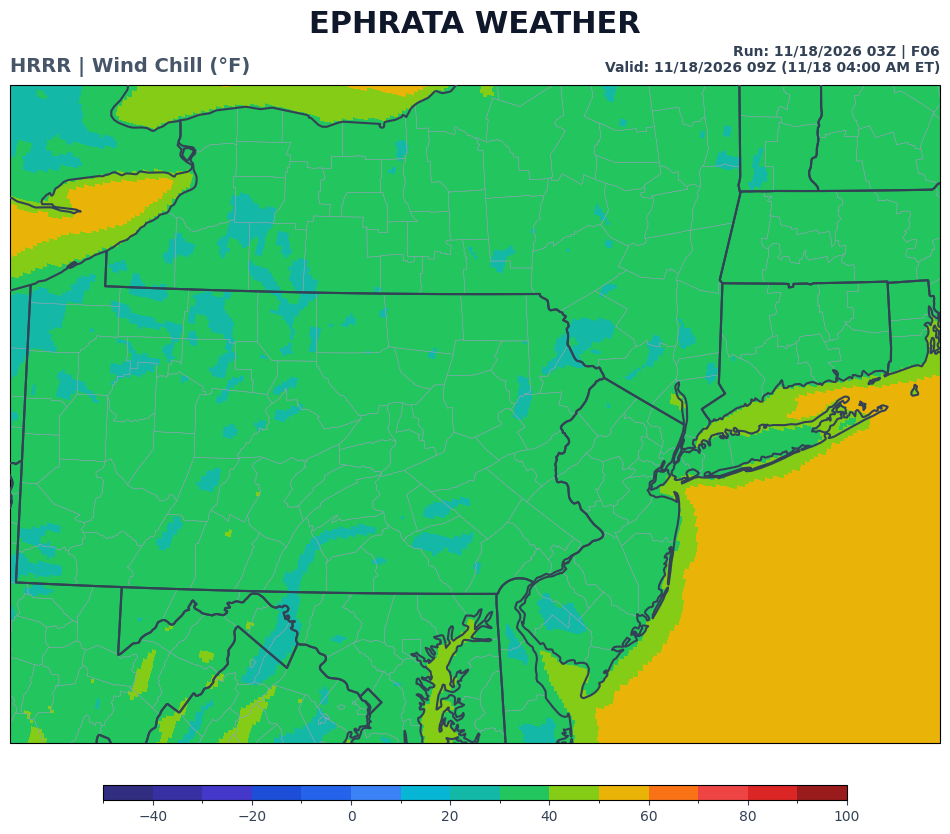 EPHRATA WEATHER
HRRR | Wind Chill (°F)
Run: 11/18/2026 03Z | F06
Valid: 11/18/2026 09Z (11/18 04:00 AM ET)
−40 −20 0 20 40 60 80 100